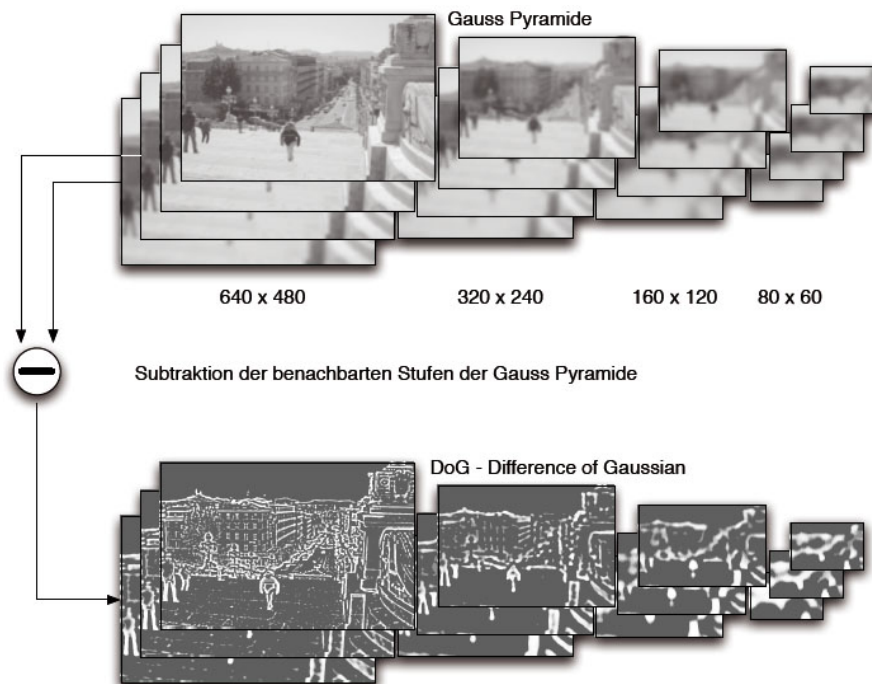 Gauss Pyramide
640 x 480
320 x 240
160 x 120
80 x 60
Subtraktion der benachbarten Stufen der Gauss Pyramide
DoG - Difference of Gaussian